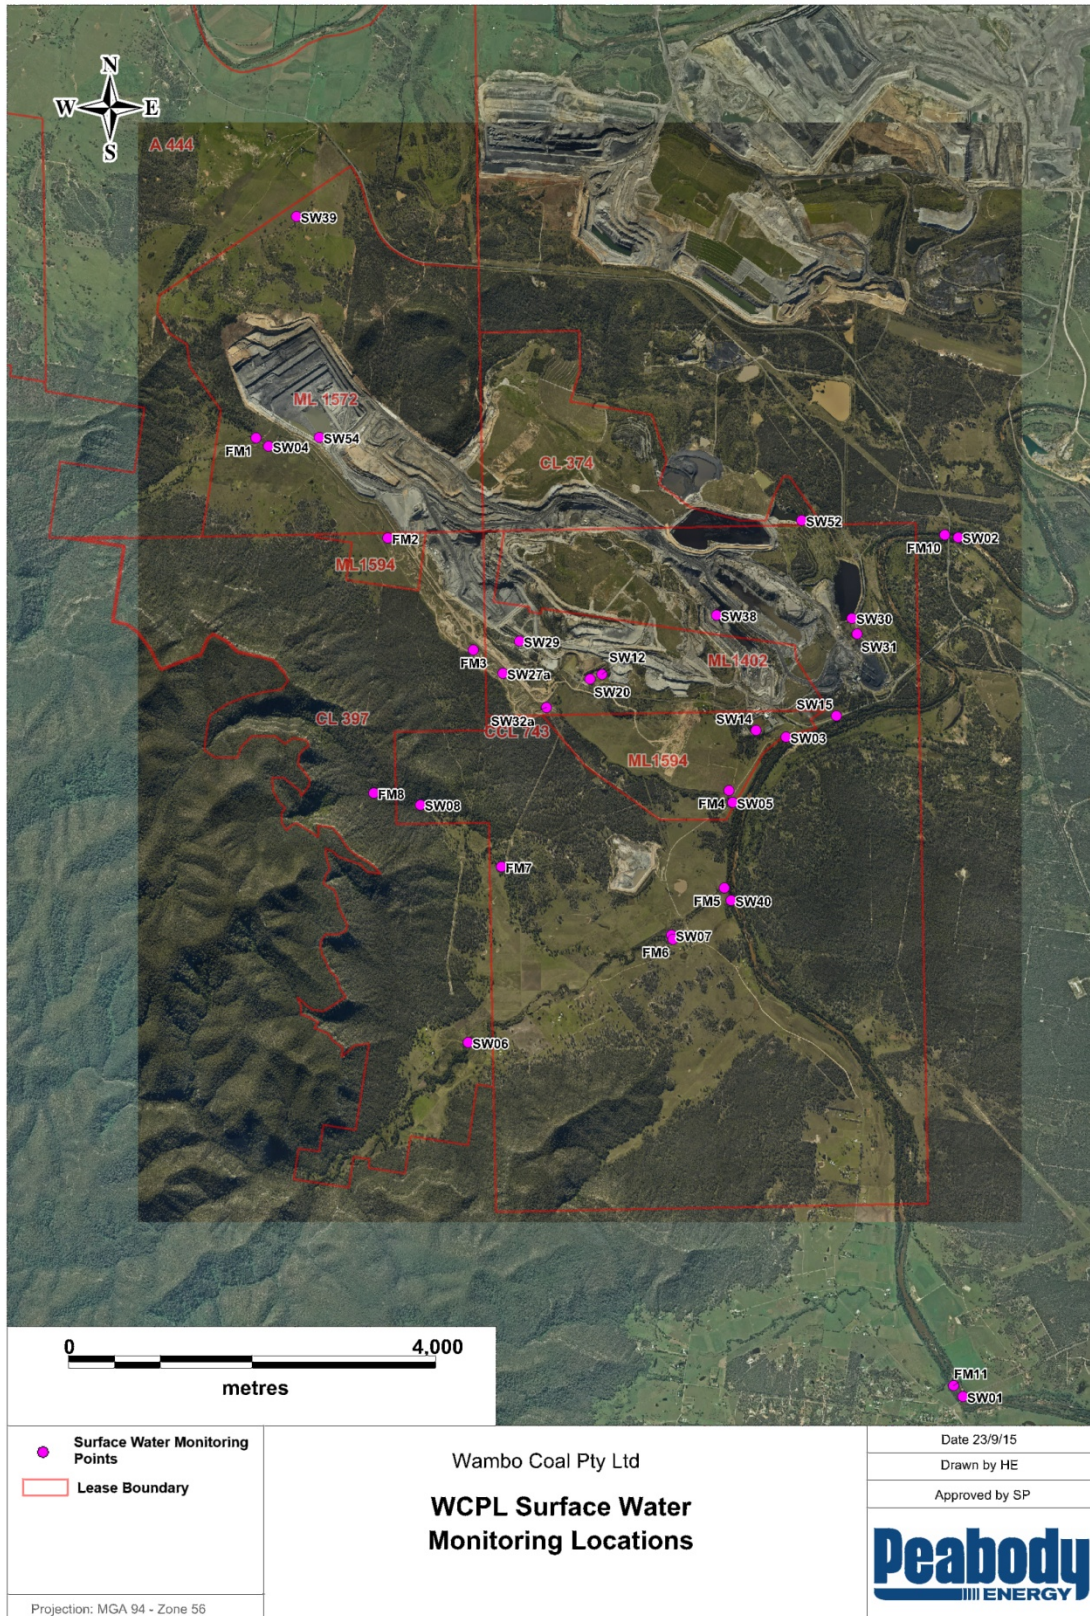 N
W E
S
A 444
SW39
ML 1572
FM1
SW04
SW54
CL 374
SW52
FM10
SW02
FM2
ML1594
SW38
SW30
SW31
SW29
FM3
SW12
ML1402
SW27a
SW20
SW32a
SW15
SW14
SW03
CL 397
CCL 743
ML1594
FM8
SW08
FM4
SW05
FM7
FM5
SW40
SW07
FM6
SW06
0 4,000
metres
FM11
SW01
Surface Water Monitoring
Points
Lease Boundary
Projection: MGA 94 - Zone 56
Wambo Coal Pty Ltd
WCPL Surface Water
Monitoring Locations
Date 23/9/15
Drawn by HE
Approved by SP
Peabody
ENERGY